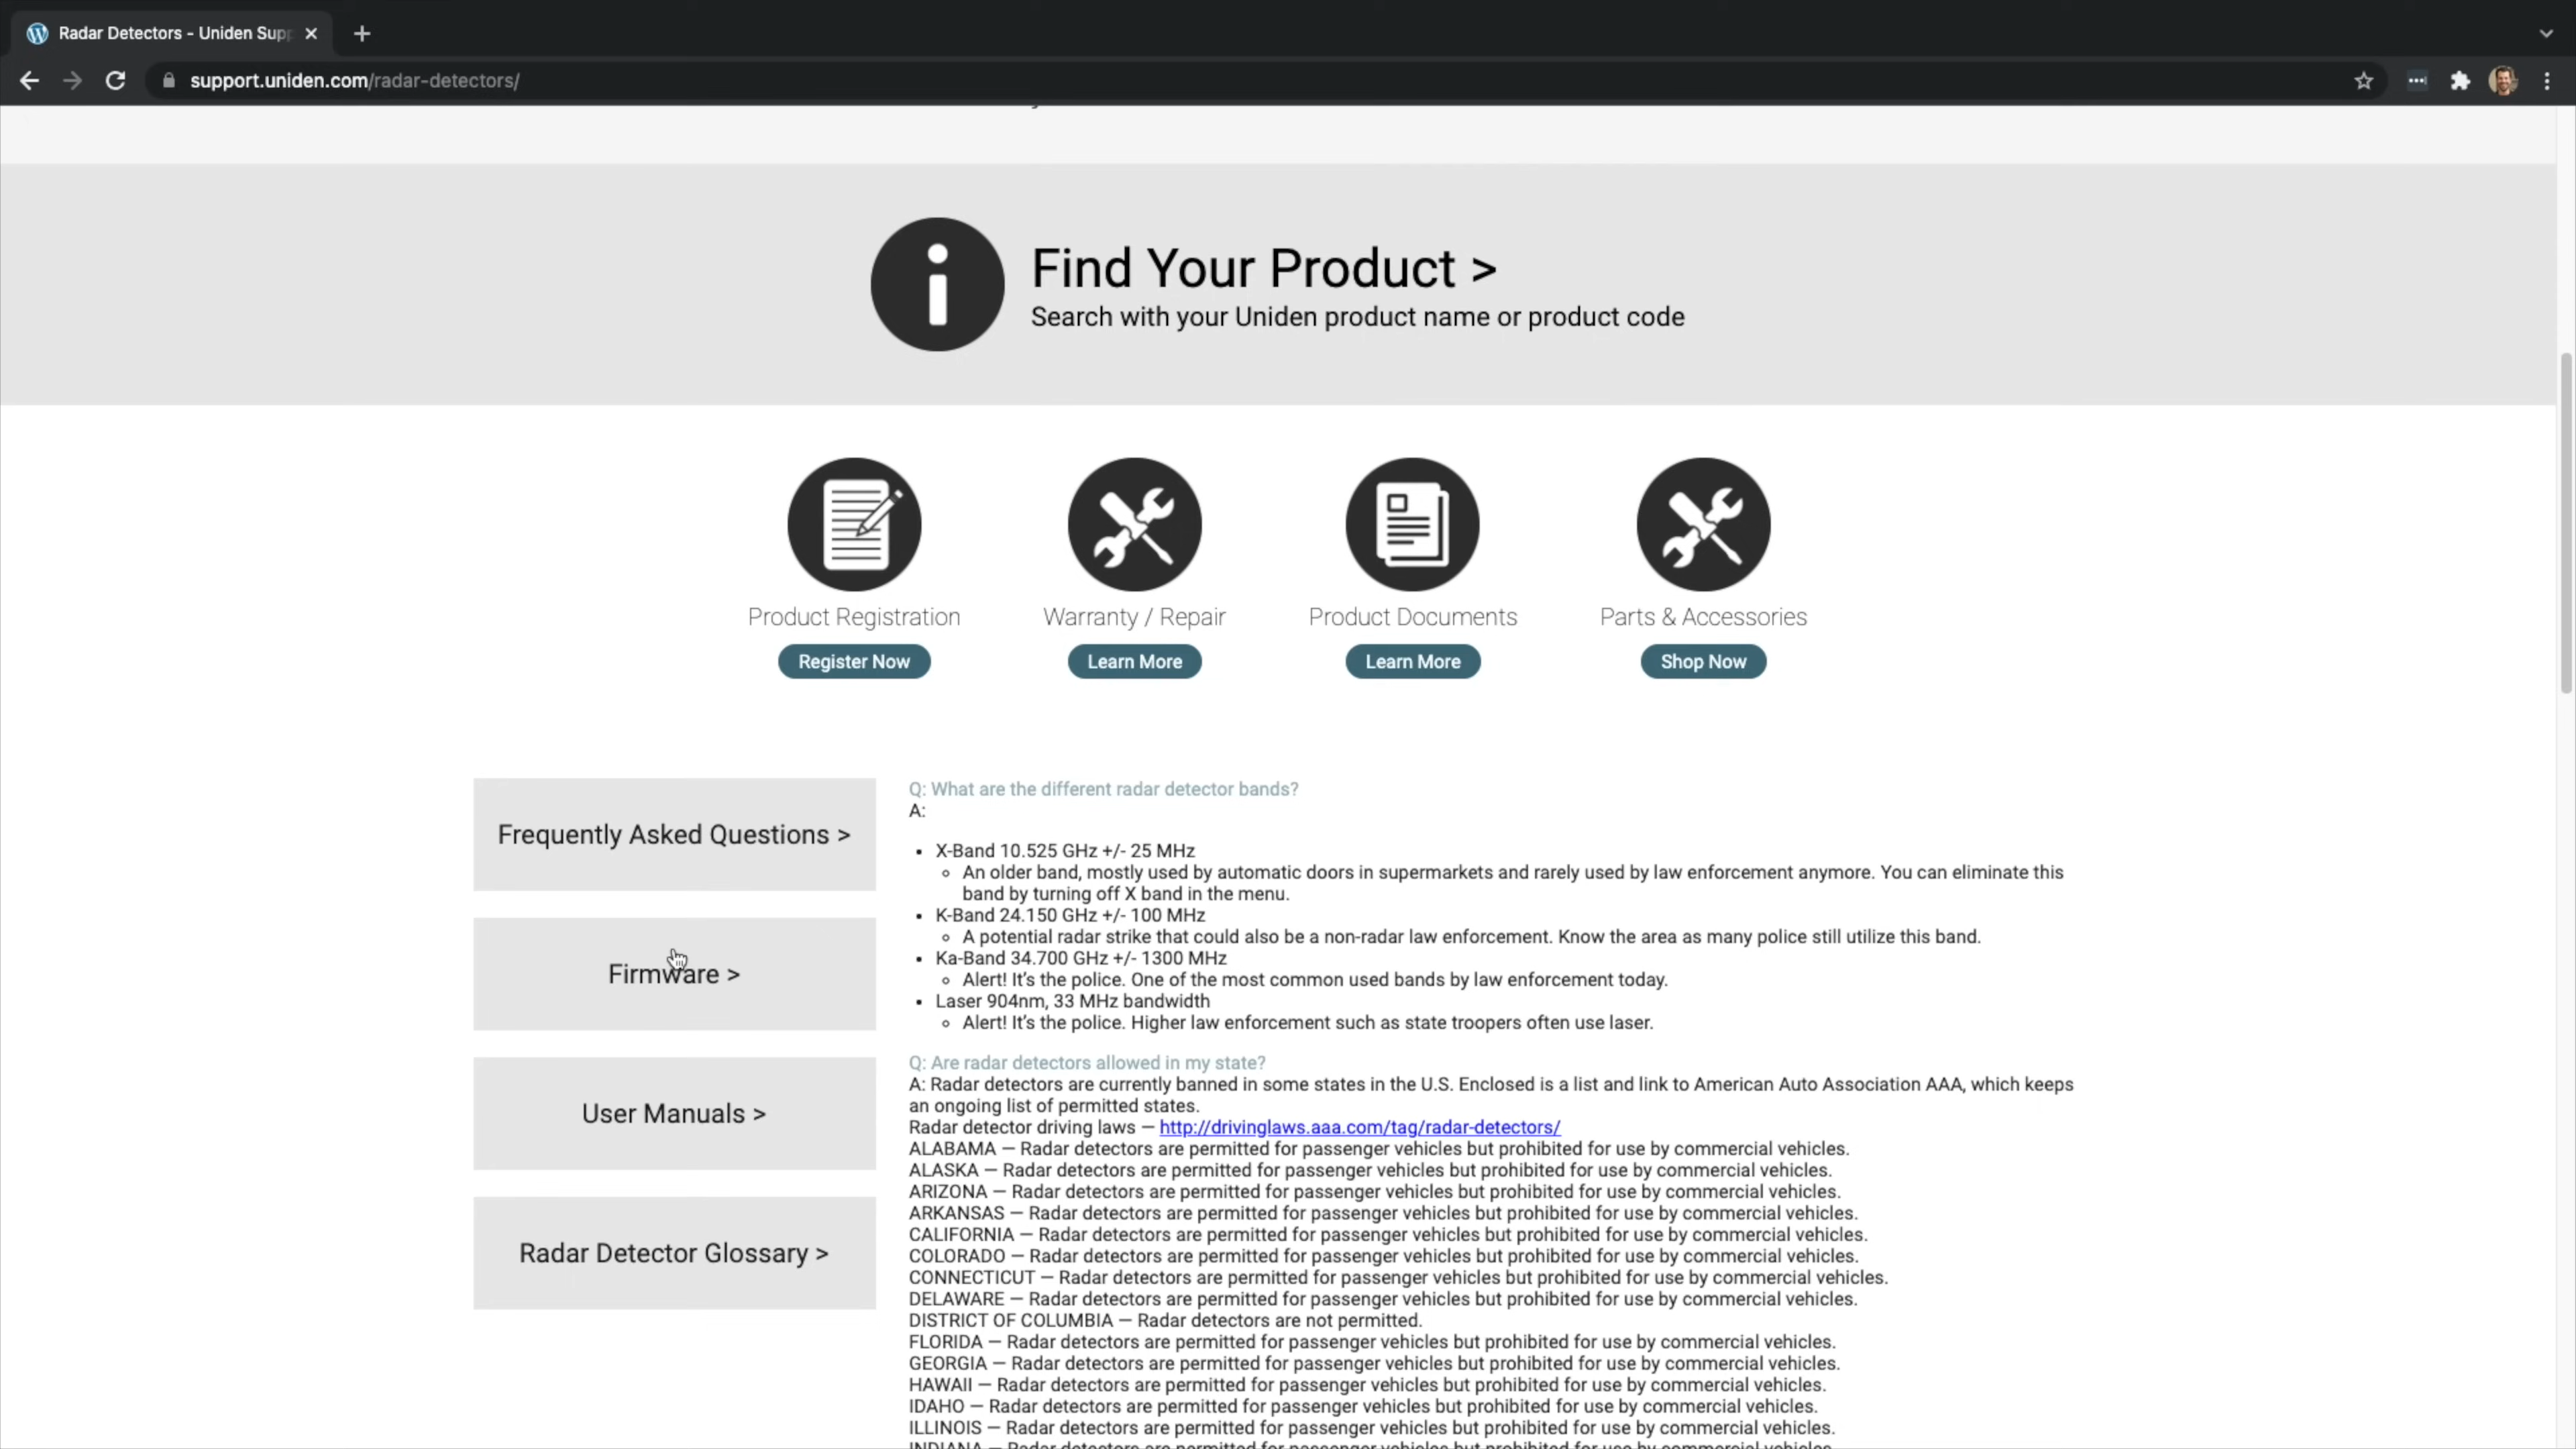 Radar Detectors - Uniden Supp
support.uniden.com/radar-detectors/
Find Your Product >
Search with your Uniden product name or product code
Product Registration
Register Now
Warranty / Repair
Learn More
Product Documents
Learn More
Parts & Accessories
Shop Now
Frequently Asked Questions >
Firmware >
User Manuals >
Radar Detector Glossary >
Q: What are the different radar detector bands?
A:
• X-Band 10.525 GHz +/- 25 MHz
◦ An older band, mostly used by automatic doors in supermarkets and rarely used by law enforcement anymore. You can eliminate this
band by turning off X band in the menu.
• K-Band 24.150 GHz +/- 100 MHz
◦ A potential radar strike that could also be a non-radar law enforcement. Know the area as many police still utilize this band.
• Ka-Band 34.700 GHz +/- 1300 MHz
◦ Alert! It's the police. One of the most common used bands by law enforcement today.
• Laser 904nm, 33 MHz bandwidth
◦ Alert! It's the police. Higher law enforcement such as state troopers often use laser.
Q: Are radar detectors allowed in my state?
A: Radar detectors are currently banned in some states in the U.S. Enclosed is a list and link to American Auto Association AAA, which keeps
an ongoing list of permitted states.
Radar detector driving laws — http://drivinglaws.aaa.com/tag/radar-detectors/
ALABAMA — Radar detectors are permitted for passenger vehicles but prohibited for use by commercial vehicles.
ALASKA — Radar detectors are permitted for passenger vehicles but prohibited for use by commercial vehicles.
ARIZONA — Radar detectors are permitted for passenger vehicles but prohibited for use by commercial vehicles.
ARKANSAS — Radar detectors are permitted for passenger vehicles but prohibited for use by commercial vehicles.
CALIFORNIA — Radar detectors are permitted for passenger vehicles but prohibited for use by commercial vehicles.
COLORADO — Radar detectors are permitted for passenger vehicles but prohibited for use by commercial vehicles.
CONNECTICUT — Radar detectors are permitted for passenger vehicles but prohibited for use by commercial vehicles.
DELAWARE — Radar detectors are permitted for passenger vehicles but prohibited for use by commercial vehicles.
DISTRICT OF COLUMBIA — Radar detectors are not permitted.
FLORIDA — Radar detectors are permitted for passenger vehicles but prohibited for use by commercial vehicles.
GEORGIA — Radar detectors are permitted for passenger vehicles but prohibited for use by commercial vehicles.
HAWAII — Radar detectors are permitted for passenger vehicles but prohibited for use by commercial vehicles.
IDAHO — Radar detectors are permitted for passenger vehicles but prohibited for use by commercial vehicles.
ILLINOIS — Radar detectors are permitted for passenger vehicles but prohibited for use by commercial vehicles.
INDIANA — Radar detectors are permitted for passenger vehicles but prohibited for use by commercial vehicles.